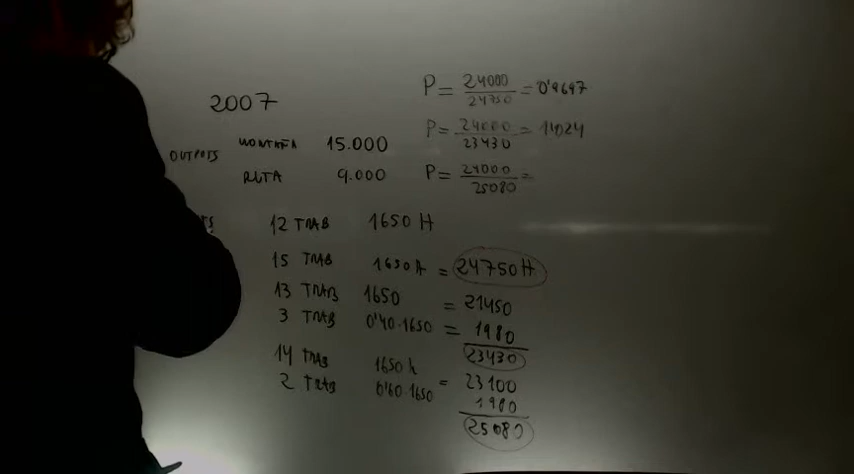 2007
P = 24000 / 24750 = 0'9697
P = 24000 / 23430 = 1'1024
OUTPUTS MONTAÑA 15.000
RUTA 9.000
P = 24000 / 25080 =
TS 12 TRAB 1650 H
15 TRAB 1650 H = 24750 H
13 TRAB 1650 = 21450
3 TRAB 0'40·1650 = 1980
23430
14 TRAB 1650 h = 23100
2 TRAB 0'60·1650 1980
25080